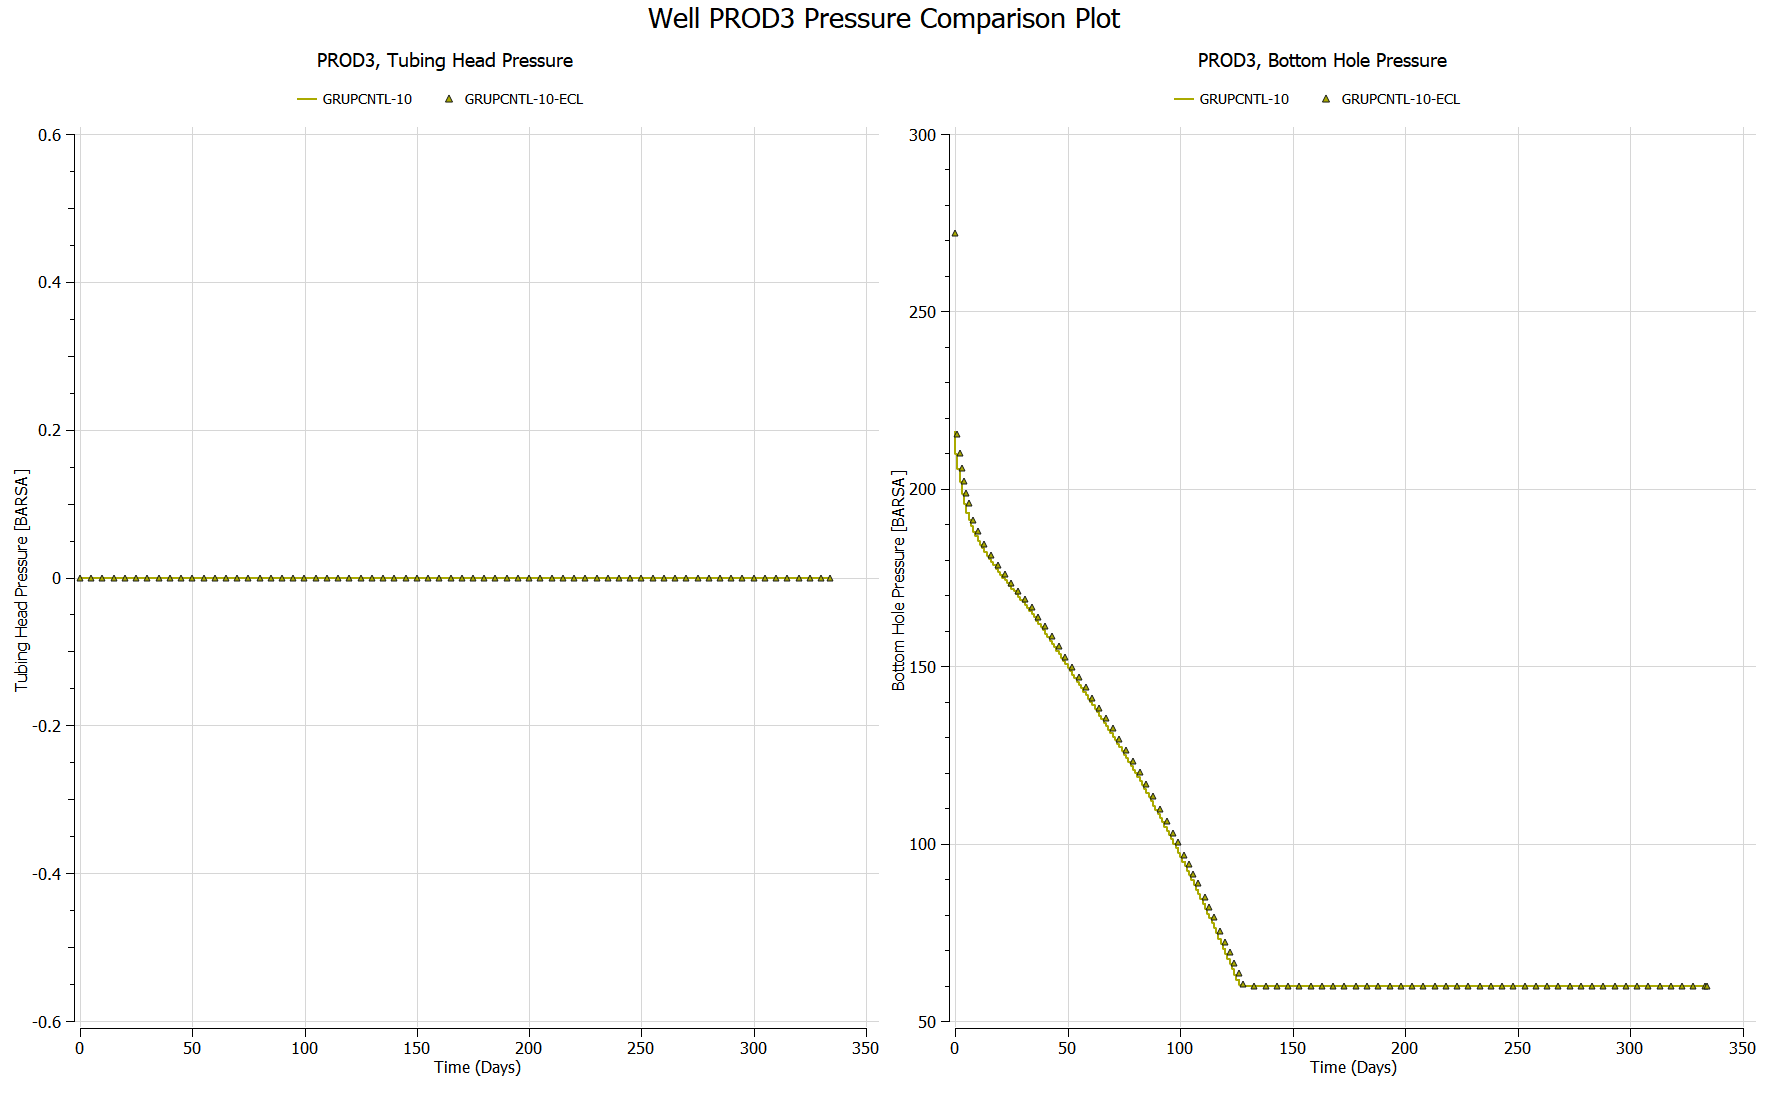 Well PROD3 Pressure Comparison Plot
PROD3, Tubing Head Pressure
GRUPCNTL-10 GRUPCNTL-10-ECL
0.6
0.4
0.2
0
-0.2
-0.4
-0.6
Tubing Head Pressure [BARSA]
0 50 100 150 200 250 300 350
Time (Days)
PROD3, Bottom Hole Pressure
GRUPCNTL-10 GRUPCNTL-10-ECL
300
250
200
150
100
50
Bottom Hole Pressure [BARSA]
0 50 100 150 200 250 300 350
Time (Days)